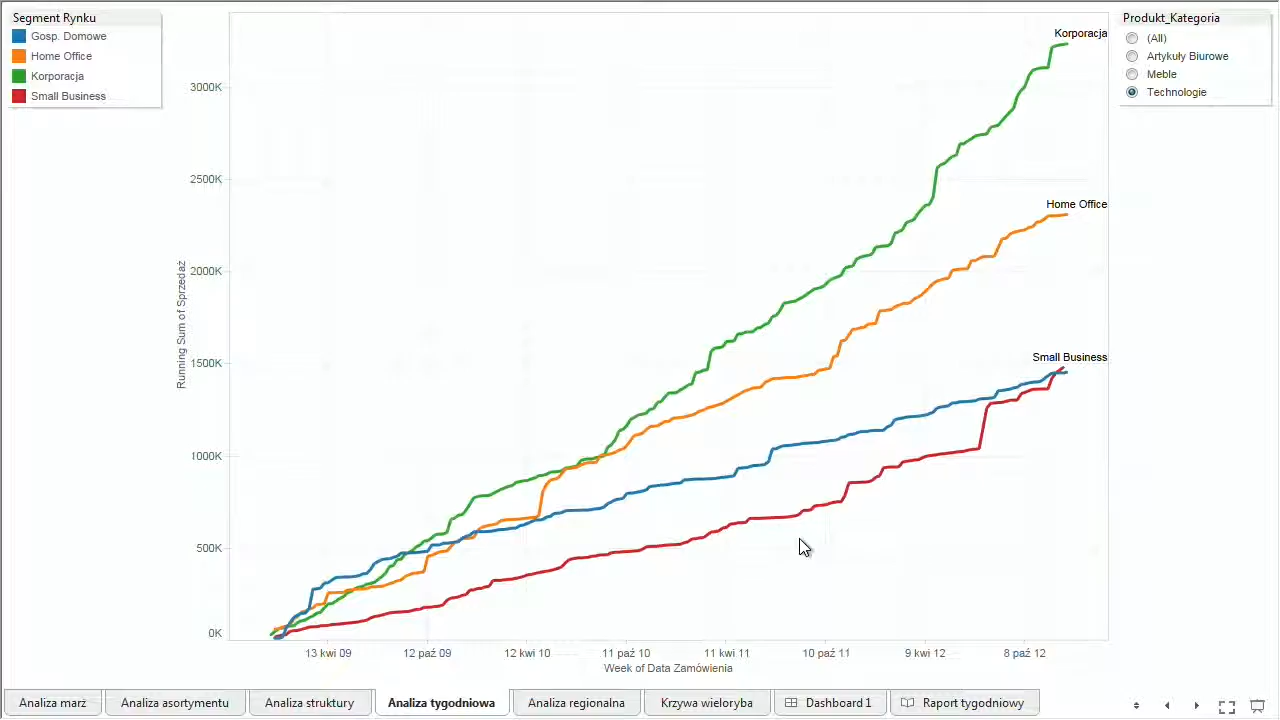 Segment Rynku
Gosp. Domowe
Home Office
Korporacja
Small Business
Produkt_Kategoria
(All)
Artykuły Biurowe
Meble
Technologie
Korporacja
Home Office
Small Business
Running Sum of Sprzedaż
3000K
2500K
2000K
1500K
1000K
500K
0K
13 kwi 09
12 paź 09
12 kwi 10
11 paź 10
11 kwi 11
10 paź 11
9 kwi 12
8 paź 12
Week of Data Zamówienia
Analiza marż
Analiza asortymentu
Analiza struktury
Analiza tygodniowa
Analiza regionalna
Krzywa wieloryba
Dashboard 1
Raport tygodniowy